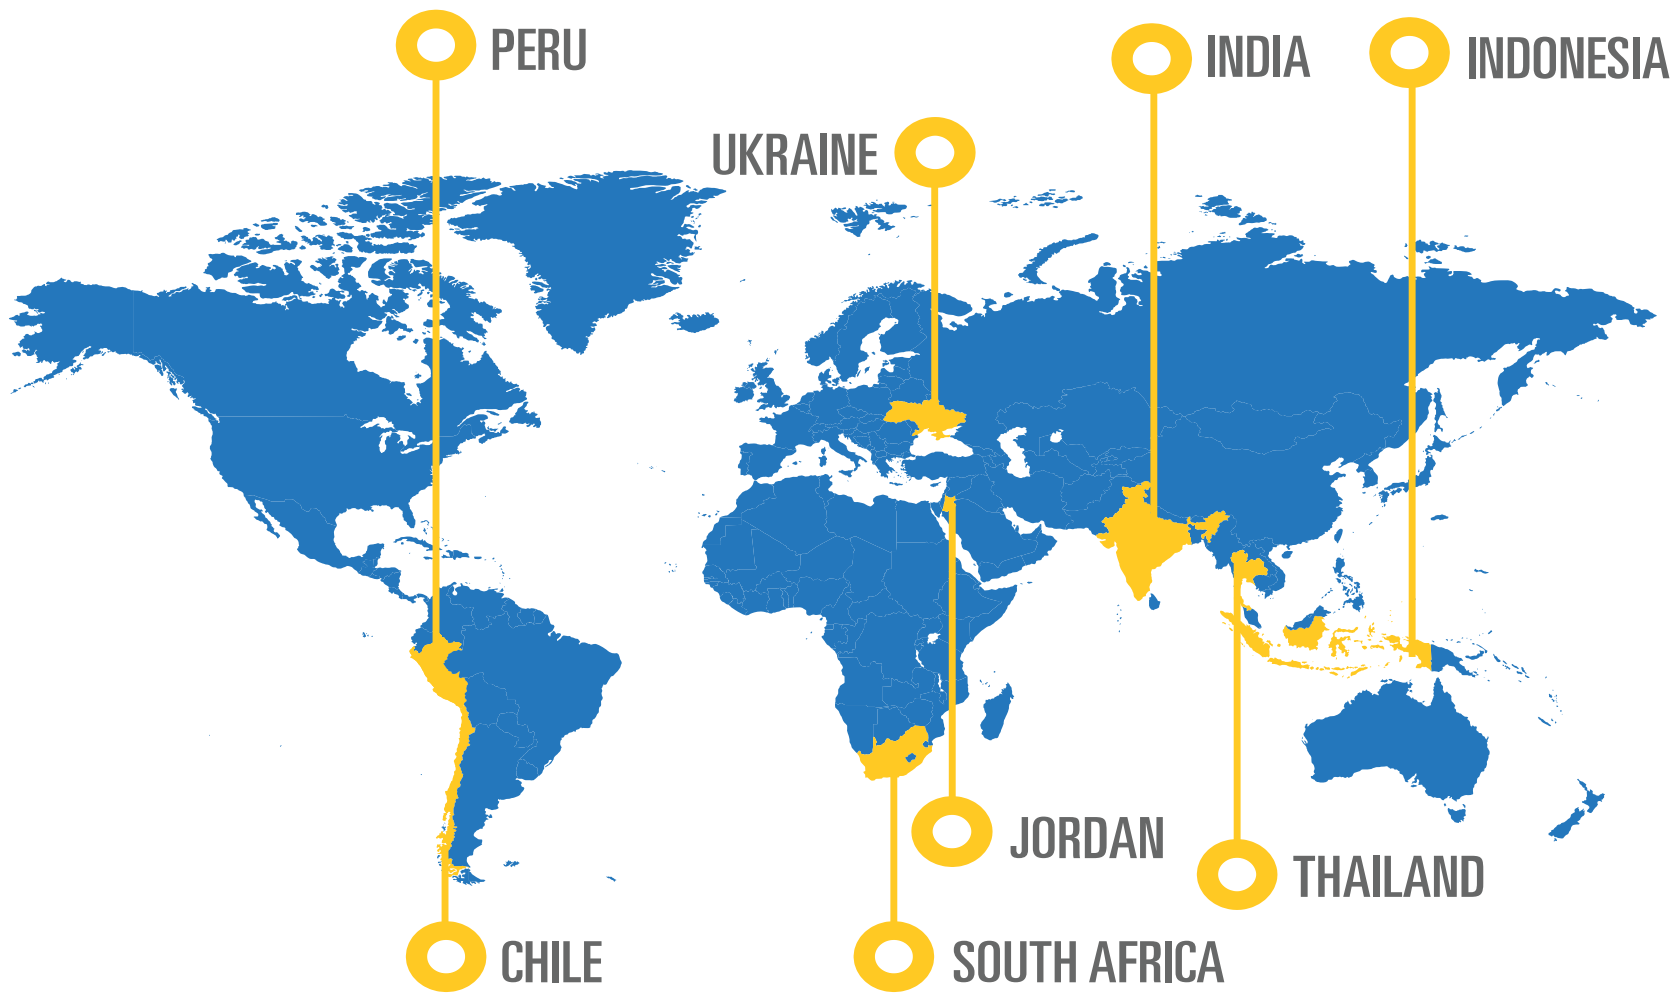 PERU
INDIA
INDONESIA
UKRAINE
JORDAN
THAILAND
CHILE
SOUTH AFRICA